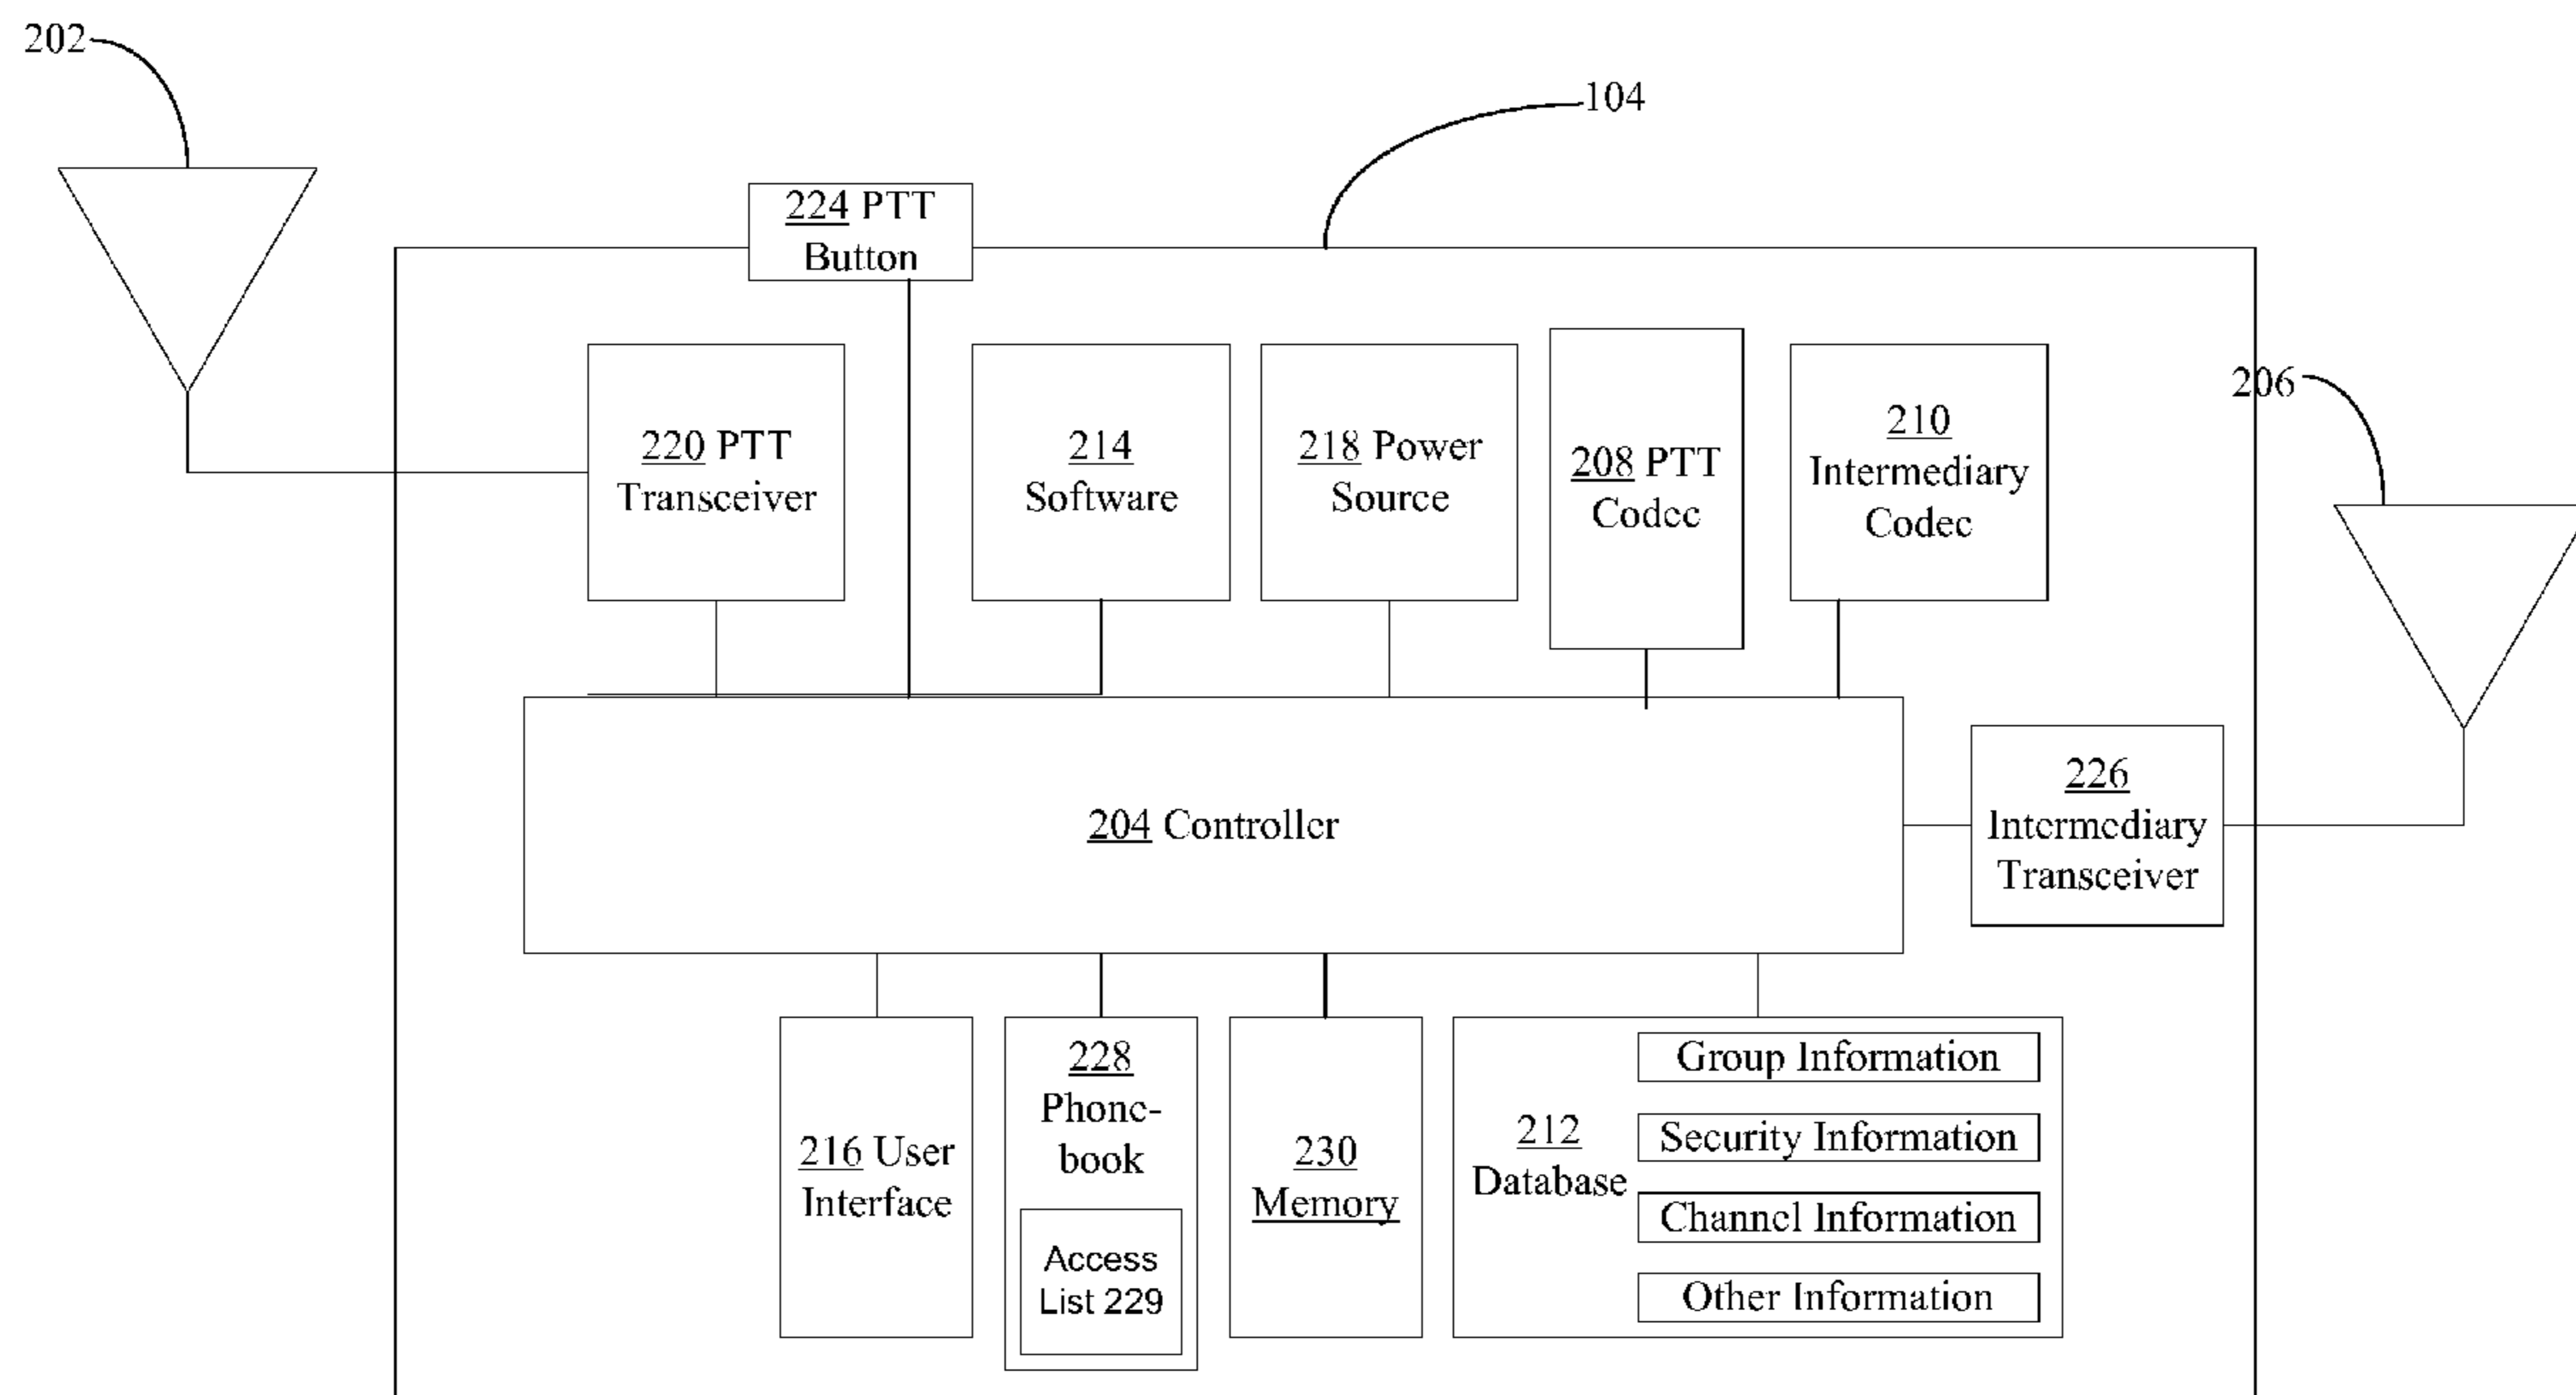 202
104
224 PTT
Button
206
220 PTT
Transceiver
214
Software
218 Power
Source
208 PTT
Codec
210
Intermediary
Codec
204 Controller
226
Intermediary
Transceiver
216 User
Interface
228
Phone-
book
Access
List 229
230
Memory
212
Database
Group Information
Security Information
Channel Information
Other Information